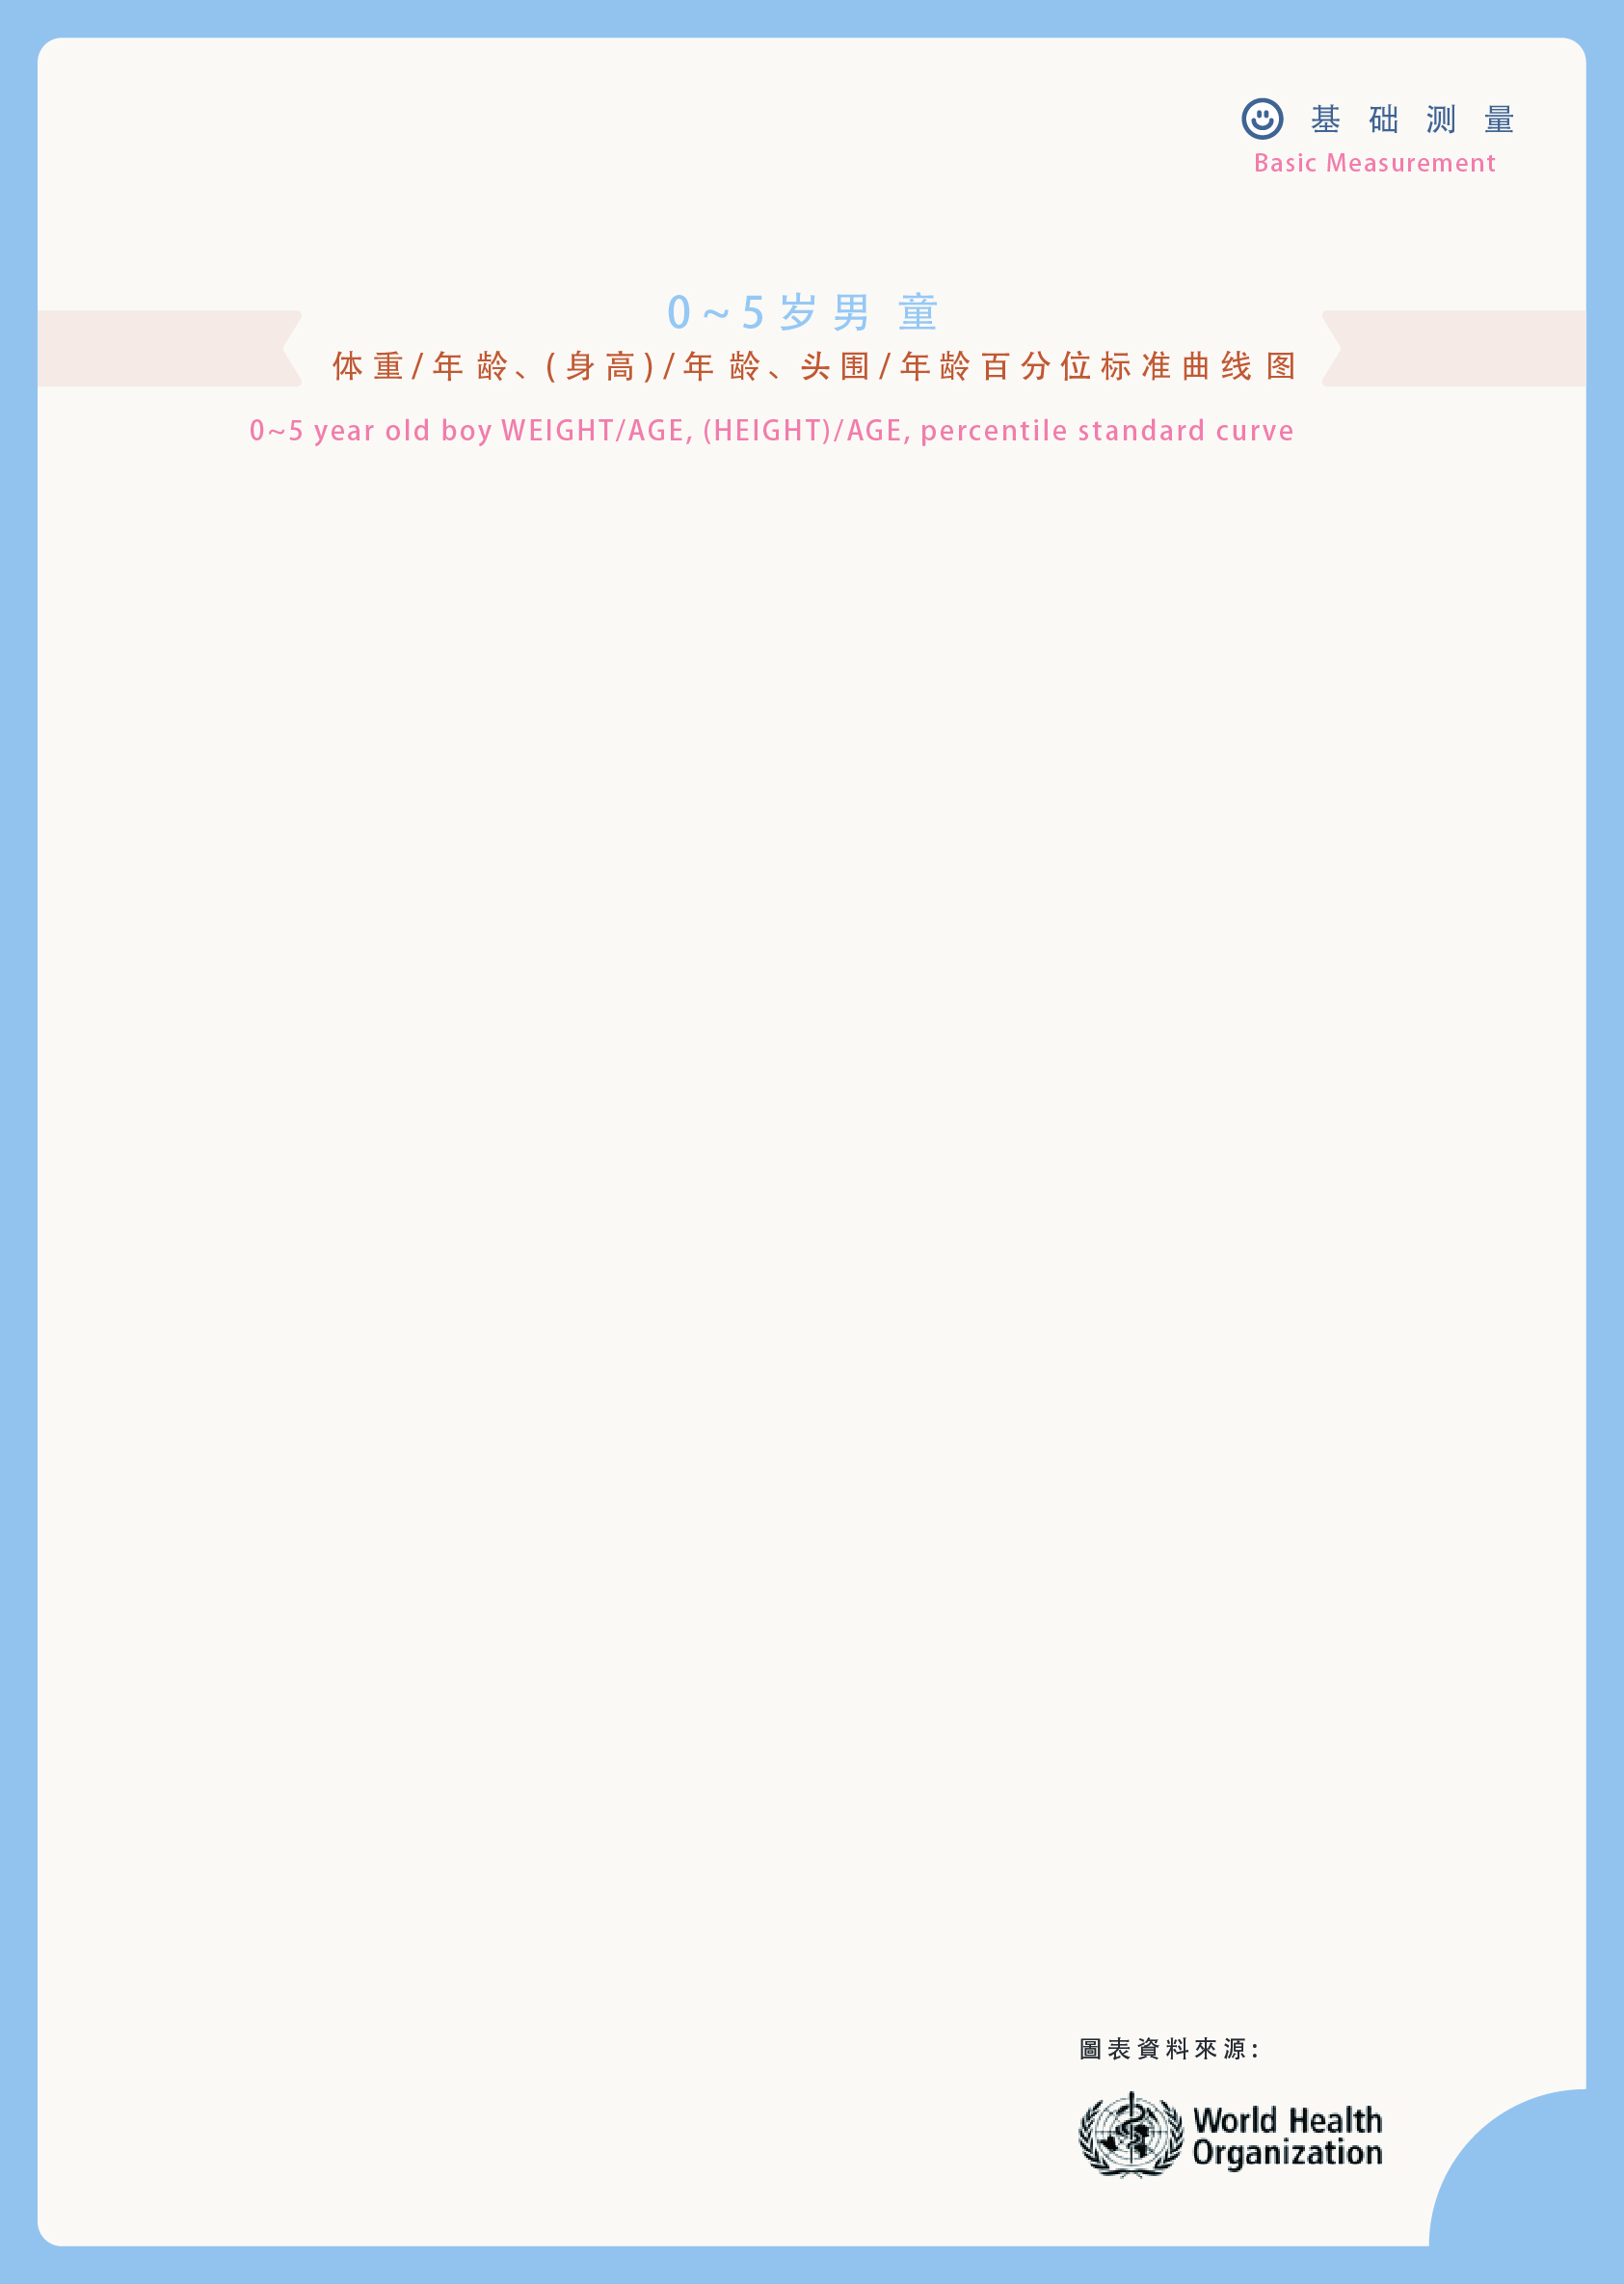 基础测量
Basic Measurement
0~5岁男童
体重/年龄、(身高)/年龄、头围/年龄百分位标准曲线图
0~5 year old boy WEIGHT/AGE, (HEIGHT)/AGE, percentile standard curve
圖表資料來源:
World Health
Organization